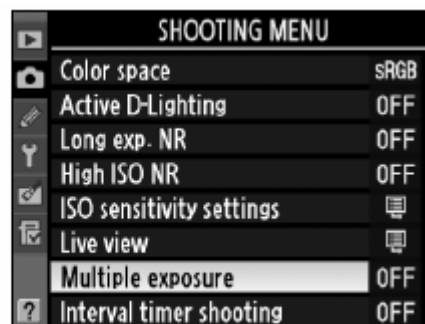 SHOOTING MENU
Color space sRGB
Active D-Lighting OFF
Long exp. NR OFF
High ISO NR OFF
ISO sensitivity settings
Live view
Multiple exposure OFF
Interval timer shooting OFF
?